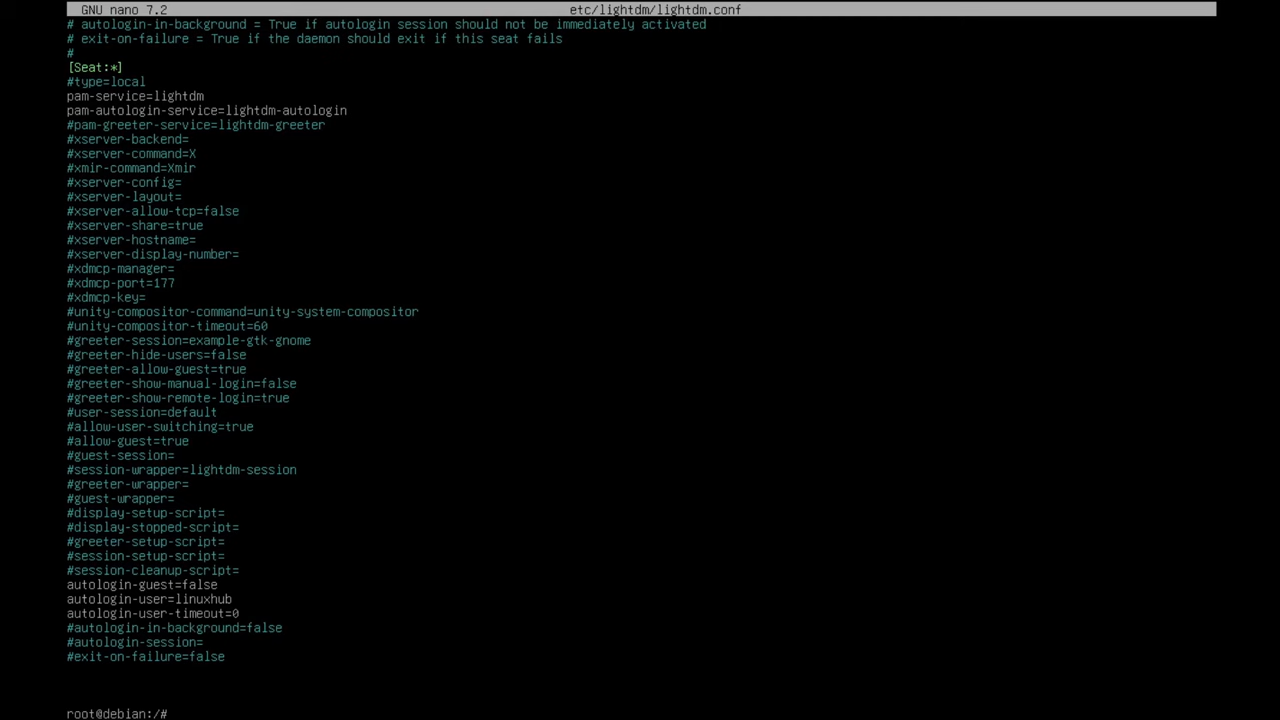 GNU nano 7.2 etc/lightdm/lightdm.conf
# autologin-in-background = True if autologin session should not be immediately activated
# exit-on-failure = True if the daemon should exit if this seat fails
#
[Seat:*]
#type=local
pam-service=lightdm
pam-autologin-service=lightdm-autologin
#pam-greeter-service=lightdm-greeter
#xserver-backend=
#xserver-command=X
#xmir-command=Xmir
#xserver-config=
#xserver-layout=
#xserver-allow-tcp=false
#xserver-share=true
#xserver-hostname=
#xserver-display-number=
#xdmcp-manager=
#xdmcp-port=177
#xdmcp-key=
#unity-compositor-command=unity-system-compositor
#unity-compositor-timeout=60
#greeter-session=example-gtk-gnome
#greeter-hide-users=false
#greeter-allow-guest=true
#greeter-show-manual-login=false
#greeter-show-remote-login=true
#user-session=default
#allow-user-switching=true
#allow-guest=true
#guest-session=
#session-wrapper=lightdm-session
#greeter-wrapper=
#guest-wrapper=
#display-setup-script=
#display-stopped-script=
#greeter-setup-script=
#session-setup-script=
#session-cleanup-script=
autologin-guest=false
autologin-user=linuxhub
autologin-user-timeout=0
#autologin-in-background=false
#autologin-session=
#exit-on-failure=false
root@debian:/#